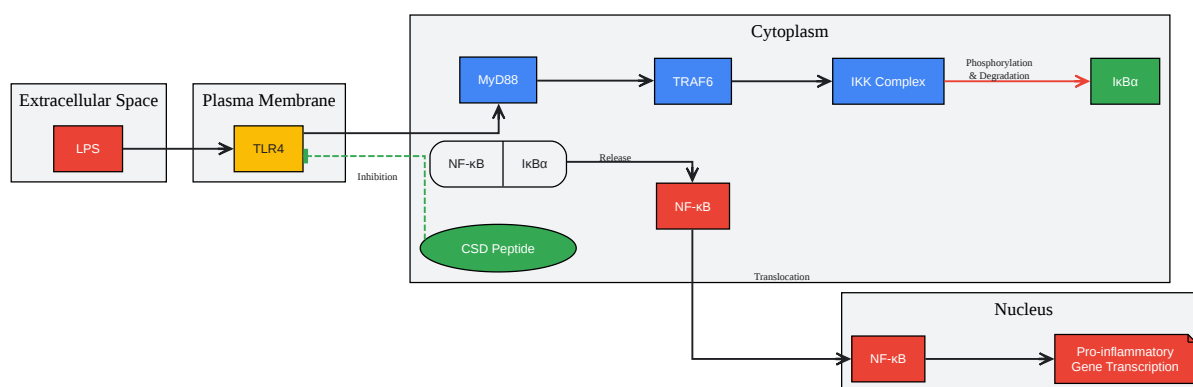 Cytoplasm
Extracellular Space
LPS
Plasma Membrane
TLR4
MyD88
TRAF6
IKK Complex
Phosphorylation
& Degradation
IκBα
NF-κB
IκBα
Release
NF-κB
Inhibition
CSD Peptide
Translocation
Nucleus
NF-κB
Pro-inflammatory
Gene Transcription